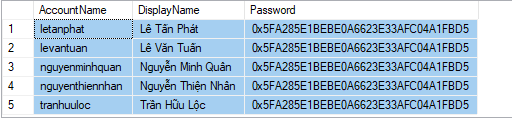 AccountName DisplayName Password
1 letanphat Lê Tấn Phát 0x5FA285E1BEBE0A6623E33AFC04A1FBD5
2 levantuan Lê Văn Tuấn 0x5FA285E1BEBE0A6623E33AFC04A1FBD5
3 nguyenminhquan Nguyễn Minh Quân 0x5FA285E1BEBE0A6623E33AFC04A1FBD5
4 nguyenthiennhan Nguyễn Thiện Nhân 0x5FA285E1BEBE0A6623E33AFC04A1FBD5
5 tranhuuloc Trần Hữu Lộc 0x5FA285E1BEBE0A6623E33AFC04A1FBD5